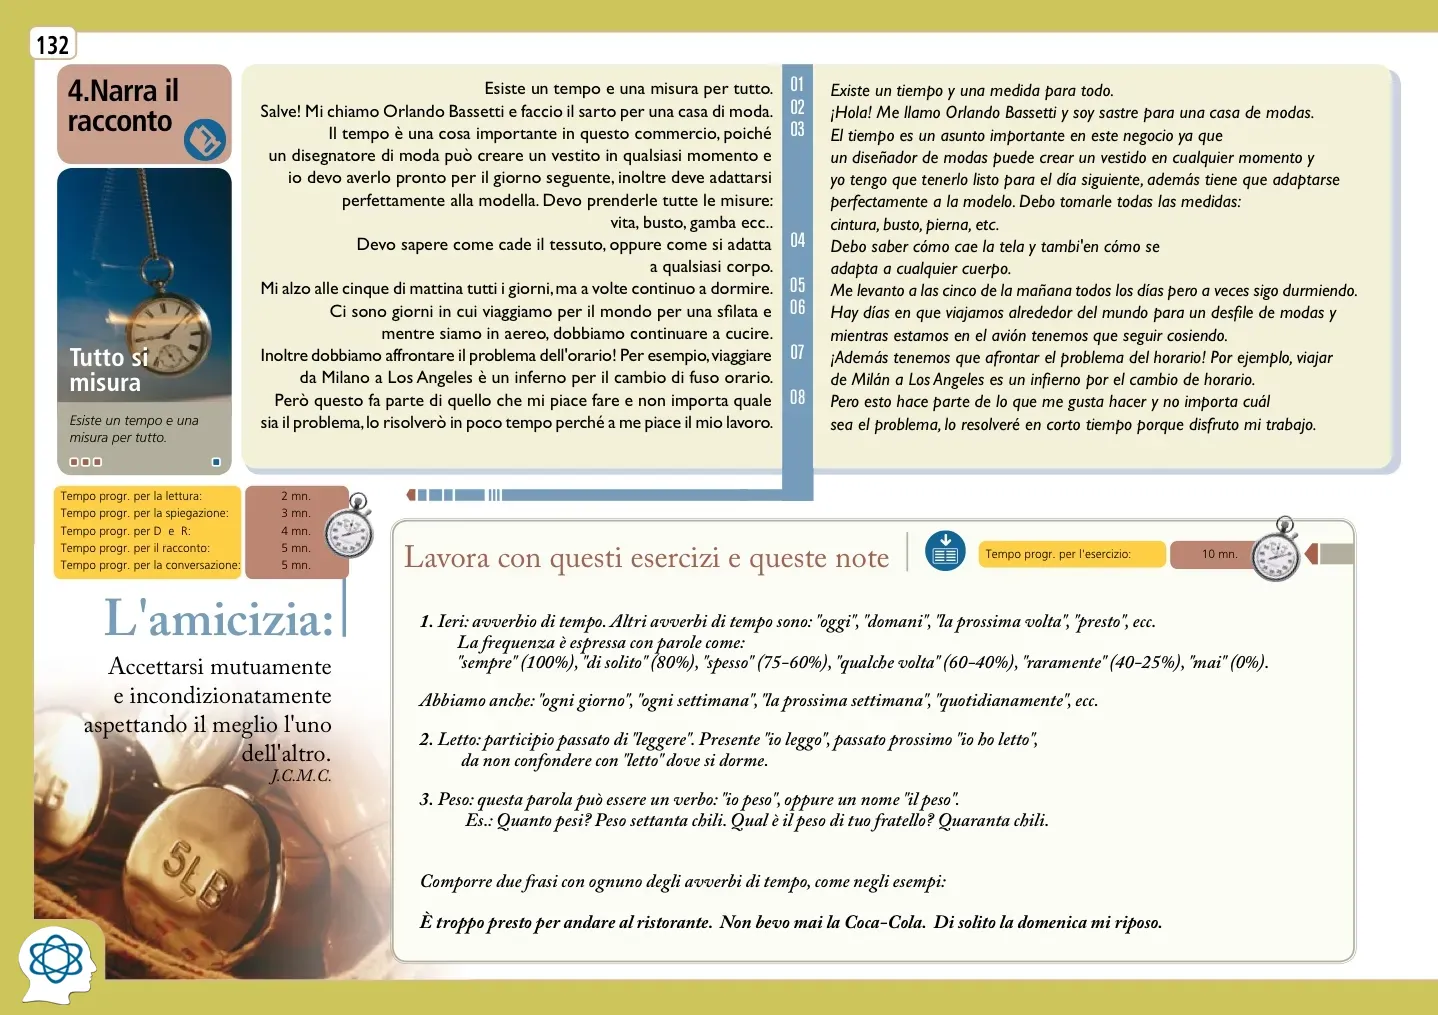 132
4.Narra il
racconto
Tutto si
misura
Esiste un tempo e una
misura per tutto.
Esiste un tempo e una misura per tutto.
Salve! Mi chiamo Orlando Bassetti e faccio il sarto per una casa di moda.
Il tempo è una cosa importante in questo commercio, poiché
un disegnatore di moda può creare un vestito in qualsiasi momento e
io devo averlo pronto per il giorno seguente, inoltre deve adattarsi
perfettamente alla modella. Devo prenderle tutte le misure:
vita, busto, gamba ecc..
Devo sapere come cade il tessuto, oppure come si adatta
a qualsiasi corpo.
Mi alzo alle cinque di mattina tutti i giorni, ma a volte continuo a dormire.
Ci sono giorni in cui viaggiamo per il mondo per una sfilata e
mentre siamo in aereo, dobbiamo continuare a cucire.
Inoltre dobbiamo affrontare il problema dell'orario! Per esempio, viaggiare
da Milano a Los Angeles è un inferno per il cambio di fuso orario.
Però questo fa parte di quello che mi piace fare e non importa quale
sia il problema, lo risolverò in poco tempo perché a me piace il mio lavoro.
01
02
03
04
05
06
07
08
Existe un tiempo y una medida para todo.
¡Hola! Me llamo Orlando Bassetti y soy sastre para una casa de modas.
El tiempo es un asunto importante en este negocio ya que
un diseñador de modas puede crear un vestido en cualquier momento y
yo tengo que tenerlo listo para el día siguiente, además tiene que adaptarse
perfectamente a la modelo. Debo tomarle todas las medidas:
cintura, busto, pierna, etc.
Debo saber cómo cae la tela y tambi'en cómo se
adapta a cualquier cuerpo.
Me levanto a las cinco de la mañana todos los días pero a veces sigo durmiendo.
Hay días en que viajamos alrededor del mundo para un desfile de modas y
mientras estamos en el avión tenemos que seguir cosiendo.
¡Además tenemos que afrontar el problema del horario! Por ejemplo, viajar
de Milán a Los Angeles es un infierno por el cambio de horario.
Pero esto hace parte de lo que me gusta hacer y no importa cuál
sea el problema, lo resolveré en corto tiempo porque disfruto mi trabajo.
Tempo progr. per la lettura: 2 mn.
Tempo progr. per la spiegazione: 3 mn.
Tempo progr. per D e R: 4 mn.
Tempo progr. per il racconto: 5 mn.
Tempo progr. per la conversazione: 5 mn.
L'amicizia:
Accettarsi mutuamente
e incondizionatamente
aspettando il meglio l'uno
dell'altro.
J.C.M.C.
5LB
Lavora con questi esercizi e queste note
Tempo progr. per l'esercizio: 10 mn.
1. Ieri: avverbio di tempo. Altri avverbi di tempo sono: "oggi", "domani", "la prossima volta", "presto", ecc.
La frequenza è espressa con parole come:
"sempre" (100%), "di solito" (80%), "spesso" (75-60%), "qualche volta" (60-40%), "raramente" (40-25%), "mai" (0%).
Abbiamo anche: "ogni giorno", "ogni settimana", "la prossima settimana", "quotidianamente", ecc.
2. Letto: participio passato di "leggere". Presente "io leggo", passato prossimo "io ho letto",
da non confondere con "letto" dove si dorme.
3. Peso: questa parola può essere un verbo: "io peso", oppure un nome "il peso".
Es.: Quanto pesi? Peso settanta chili. Qual è il peso di tuo fratello? Quaranta chili.
Comporre due frasi con ognuno degli avverbi di tempo, come negli esempi:
È troppo presto per andare al ristorante. Non bevo mai la Coca-Cola. Di solito la domenica mi riposo.